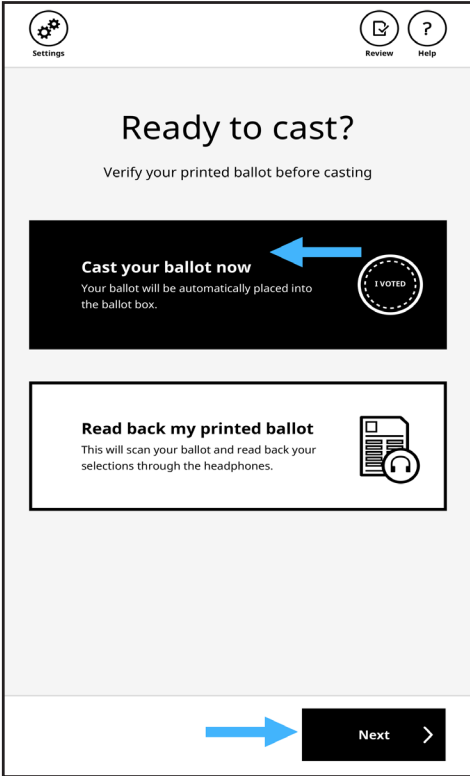 Settings
Review
Help
Ready to cast?
Verify your printed ballot before casting
Cast your ballot now
Your ballot will be automatically placed into
the ballot box.
I VOTED
Read back my printed ballot
This will scan your ballot and read back your
selections through the headphones.
Next